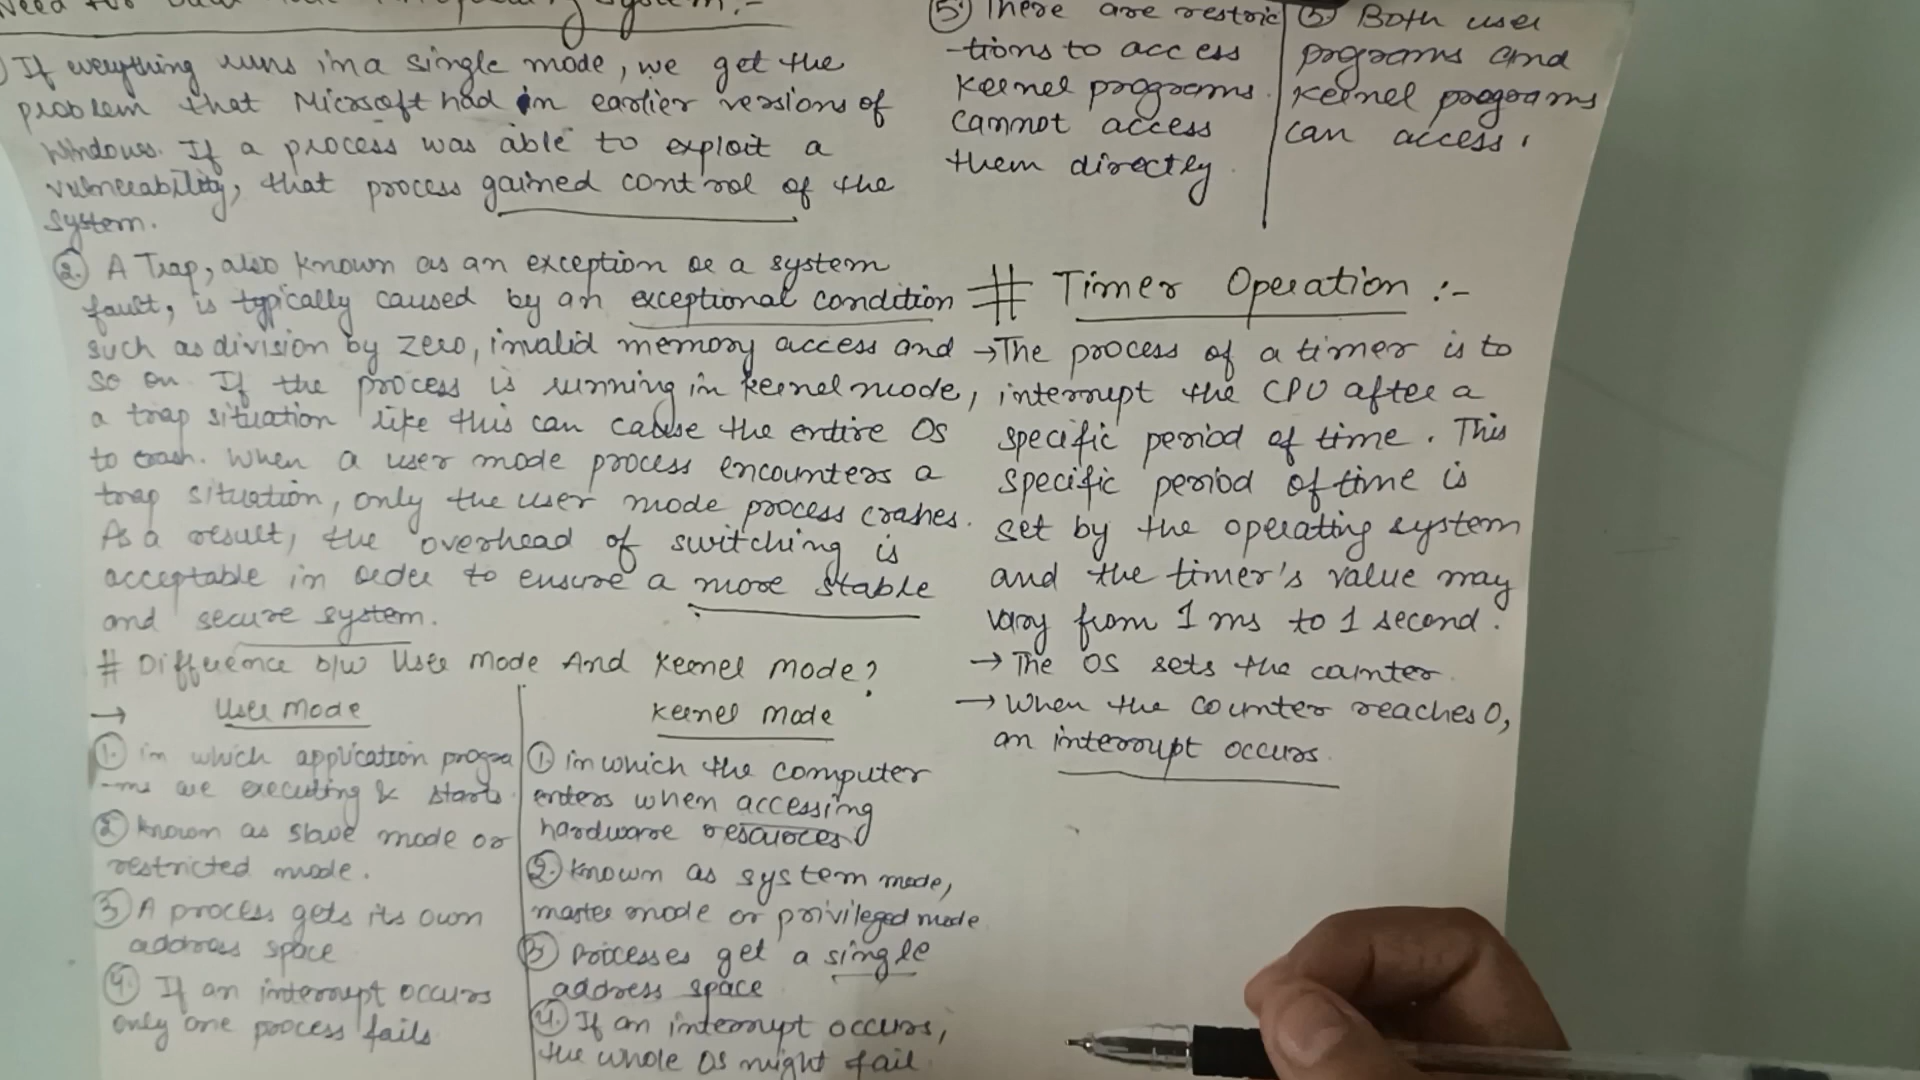 Need for Dual Mode Operating System:-
If everything runs in a single mode, we get the
problem that Microsoft had in earlier versions of
Windows. If a process was able to exploit a
vulnerability, that process gained control of the
system.
2. A Trap, also known as an exception or a system
fault, is typically caused by an exceptional condition
such as division by zero, invalid memory access and
so on. If the process is running in kernel mode,
a trap situation like this can cause the entire OS
to crash. When a user mode process encounters a
trap situation, only the user mode process crashes.
As a result, the overhead of switching is
acceptable in order to ensure a more stable
and secure system.
# Difference b/w User mode And Kernel mode?
→ User mode
1. in which application progra
-ms are executing & starts.
2 known as slave mode or
restricted mode.
3 A process gets its own
address space
4. If an interrupt occurs
only one process fails
Kernel mode
1. in which the computer
enters when accessing
hardware resources
2. known as system mode,
master mode or privileged mode
3 Processes get a single
address space
4. If an interrupt occurs,
the whole OS might fail.
5. There are restric
-tions to access
kernel programs.
cannot access
them directly.
5. Both user
programs and
kernel programs
can access.
# Timer Operation :-
→ The process of a timer is to
interrupt the CPU after a
specific period of time. This
specific period of time is
set by the operating system
and the timer's value may
vary from 1 ms to 1 second.
→ The OS sets the counter.
→ When the counter reaches 0,
an interrupt occurs.